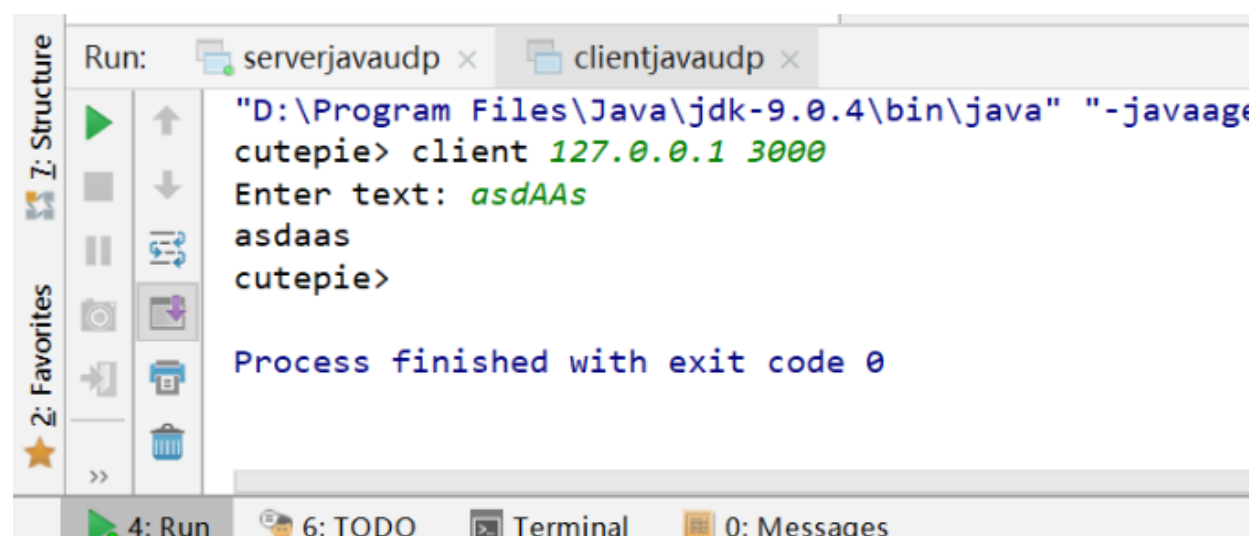 7: Structure
2: Favorites
Run: serverjavaudp × clientjavaudp ×
"D:\Program Files\Java\jdk-9.0.4\bin\java" "-javaage
cutepie> client 127.0.0.1 3000
Enter text: asdAAs
asdaas
cutepie>
Process finished with exit code 0
>>
4: Run 6: TODO Terminal 0: Messages